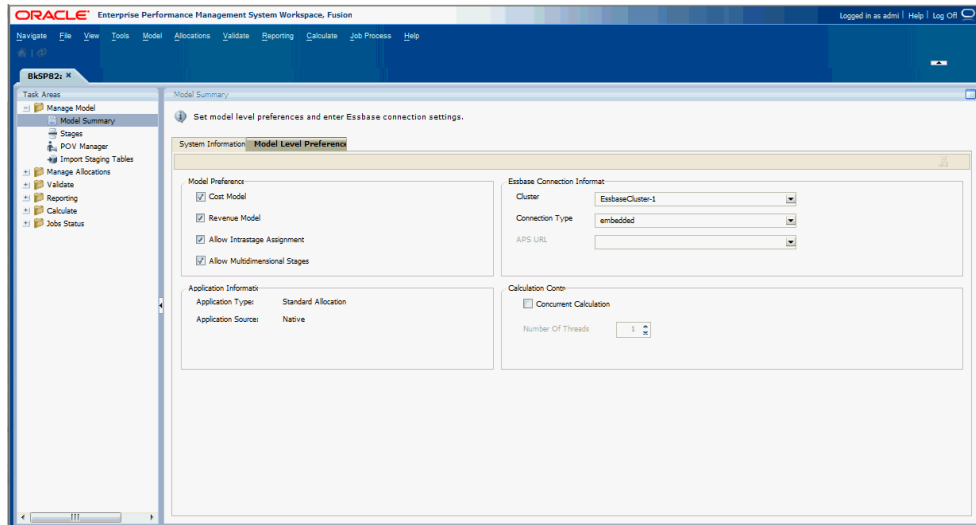 ORACLE Enterprise Performance Management System Workspace, Fusion
Logged in as admi | Help | Log Off
Navigate File View Tools Model Allocations Validate Reporting Calculate Job Process Help
BksPB2
Task Areas
Manage Model
Model Summary
Stages
POV Manager
Import Staging Tables
Manage Allocations
Validate
Reporting
Calculate
Jobs Status
Model Summary
Set model level preferences and enter Essbase connection settings.
System Information Model Level Preference
Model Preference
Cost Model
Revenue Model
Allow Intrastage Assignment
Allow Multidimensional Stages
Essbase Connection Informat
Cluster EssbaseCluster-1
Connection Type embedded
APS URL
Application Informatic
Application Type: Standard Allocation
Application Source: Native
Calculation Contr
Concurrent Calculation
Number Of Threads 1